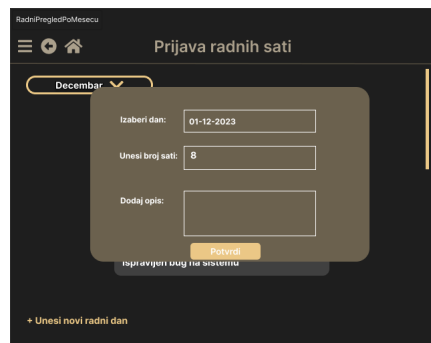 RadniPregledPoMesecu
Prijava radnih sati
Decembar
Izaberi dan:
01-12-2023
Unesi broj sati:
8
Dodaj opis:
Potvrdi
Ispravljen bug na sistemu
+ Unesi novi radni dan